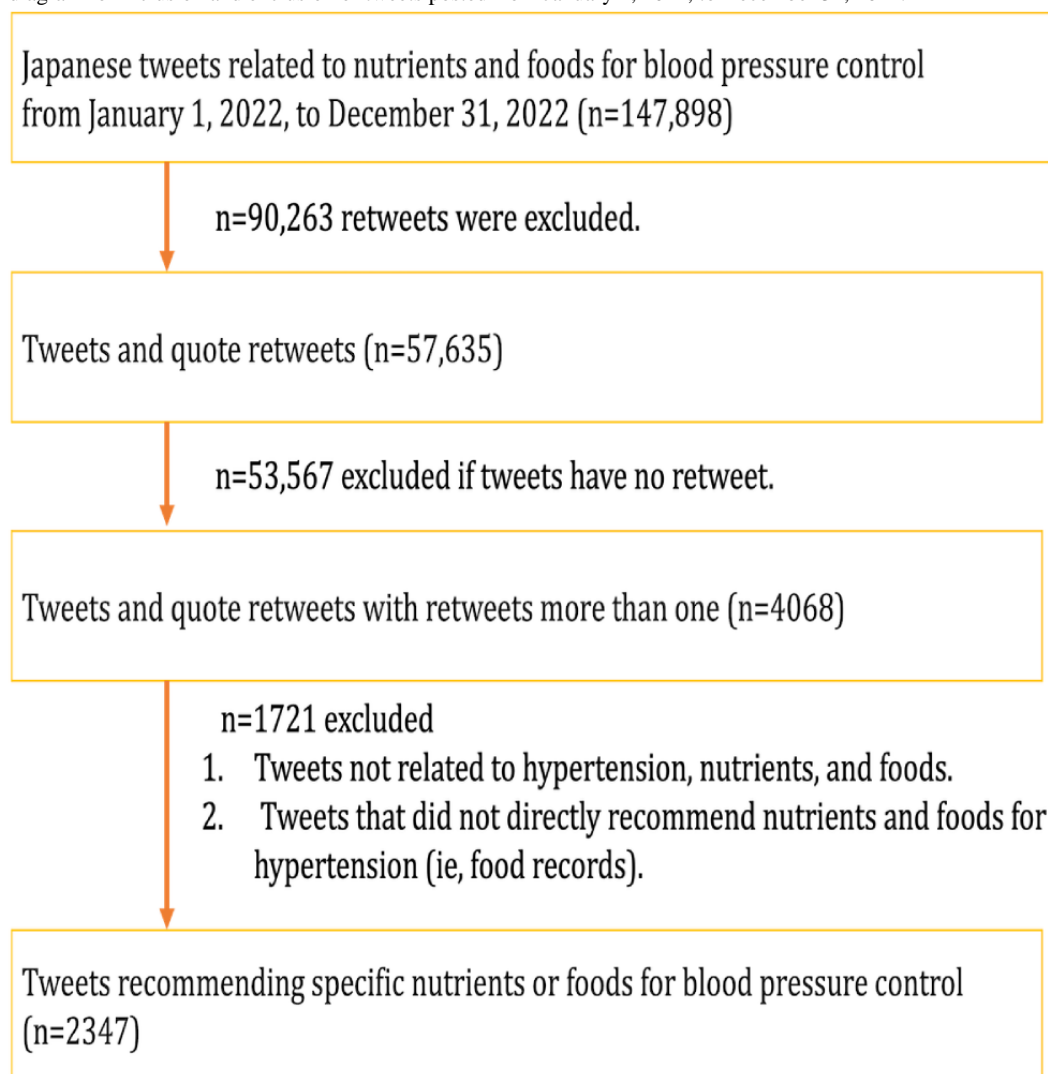 Japanese tweets related to nutrients and foods for blood pressure control
from January 1, 2022, to December 31, 2022 (n=147,898)
n=90,263 retweets were excluded.
Tweets and quote retweets (n=57,635)
n=53,567 excluded if tweets have no retweet.
Tweets and quote retweets with retweets more than one (n=4068)
n=1721 excluded
1. Tweets not related to hypertension, nutrients, and foods.
2. Tweets that did not directly recommend nutrients and foods for
hypertension (ie, food records).
Tweets recommending specific nutrients or foods for blood pressure control
(n=2347)